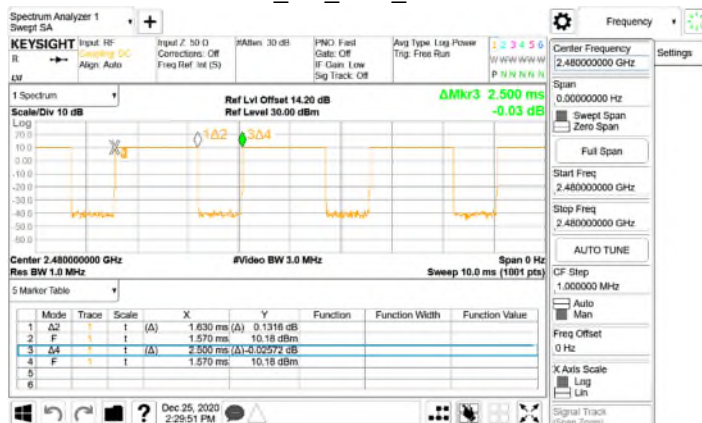 Spectrum Analyzer 1
Swept SA
+
Frequency
Settings
KEYSIGHT
R
LXI
Input: RF
Coupling: DC
Align: Auto
Input Z: 50 Ω
Corrections: Off
Freq Ref: Int (S)
#Atten: 30 dB
PNO: Fast
Gate: Off
IF Gain: Low
Sig Track: Off
Avg Type: Log-Power
Trig: Free Run
1 2 3 4 5 6
W W W W W W
P N N N N N
1 Spectrum
Scale/Div 10 dB
Ref Lvl Offset 14.20 dB
Ref Level 30.00 dBm
ΔMkr3 2.500 ms
-0.03 dB
Log
20.0
10.0
0.00
-10.0
-20.0
-30.0
-40.0
-50.0
-60.0
1Δ2
3Δ4
Center 2.480000000 GHz
Res BW 1.0 MHz
#Video BW 3.0 MHz
Span 0 Hz
Sweep 10.0 ms (1001 pts)
5 Marker Table
Mode Trace Scale X Y Function Function Width Function Value
1 Δ2 1 t (Δ) 1.630 ms (Δ) 0.1316 dB
2 F 1 t 1.570 ms 10.18 dBm
3 Δ4 1 t (Δ) 2.500 ms (Δ) -0.02572 dB
4 F 1 t 1.570 ms 10.18 dBm
5
6
Dec 25, 2020
2:29:51 PM
?
Center Frequency
2.480000000 GHz
Span
0.00000000 Hz
Swept Span
Zero Span
Full Span
Start Freq
2.480000000 GHz
Stop Freq
2.480000000 GHz
AUTO TUNE
CF Step
1.000000 MHz
Auto
Man
Freq Offset
0 Hz
X Axis Scale
Log
Lin
Signal Track
(Span Zoom)